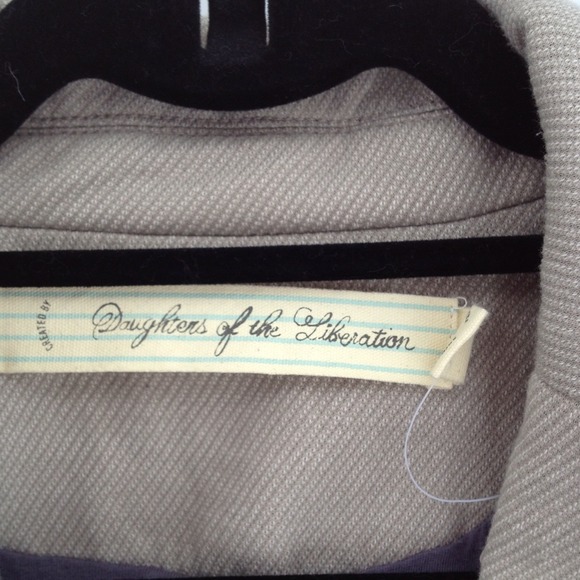 CREATED BY
Daughters of the Liberation